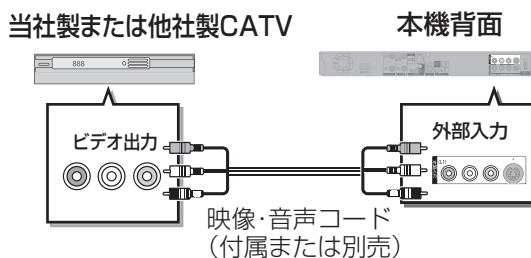 当社製または他社製CATV
本機背面
888
ビデオ出力
外部入力
(L1)
映像・音声コード
（付属または別売）